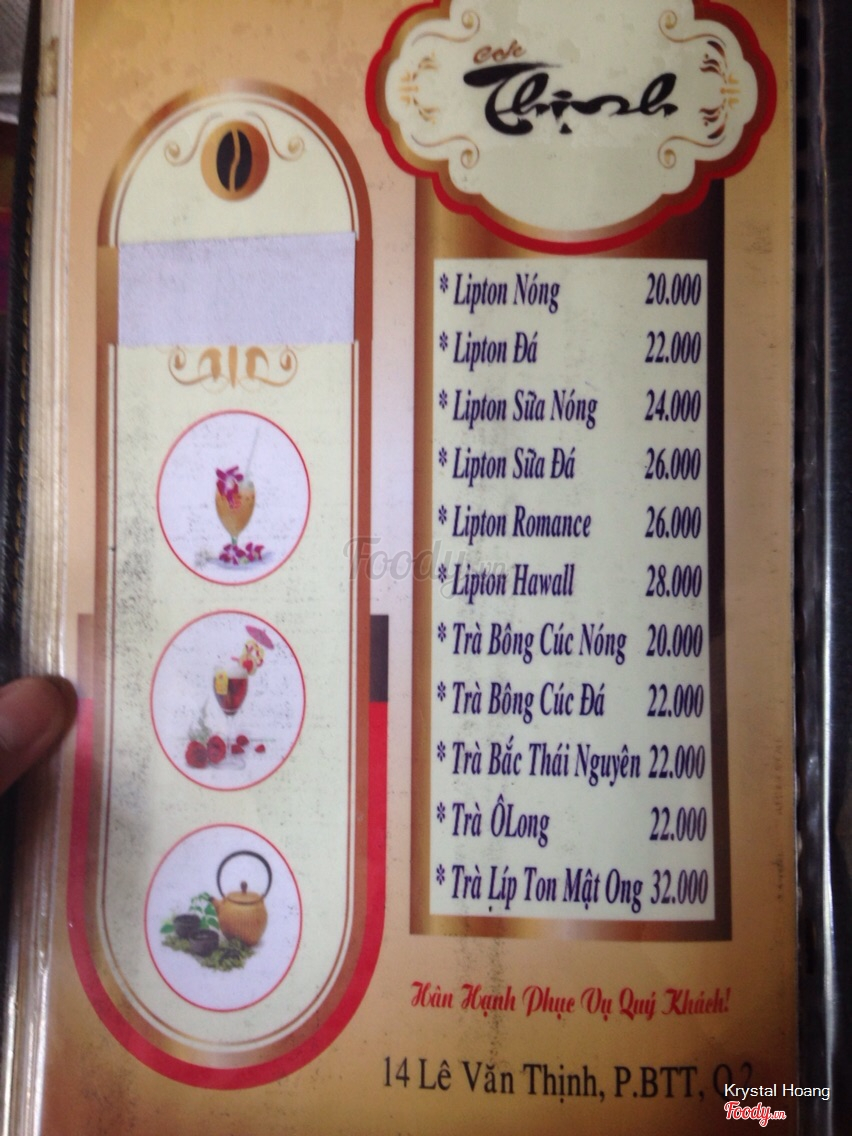 Cafe
Thịnh
* Lipton Nóng 20.000
* Lipton Đá 22.000
* Lipton Sữa Nóng 24.000
* Lipton Sữa Đá 26.000
* Lipton Romance 26.000
* Lipton Hawall 28.000
* Trà Bông Cúc Nóng 20.000
* Trà Bông Cúc Đá 22.000
* Trà Bắc Thái Nguyên 22.000
* Trà ÔLong 22.000
* Trà Líp Ton Mật Ong 32.000
Hân Hạnh Phục Vụ Quý Khách!
14 Lê Văn Thịnh, P.BTT, Q.2
Foody.vn
Krystal Hoang
Foody.vn